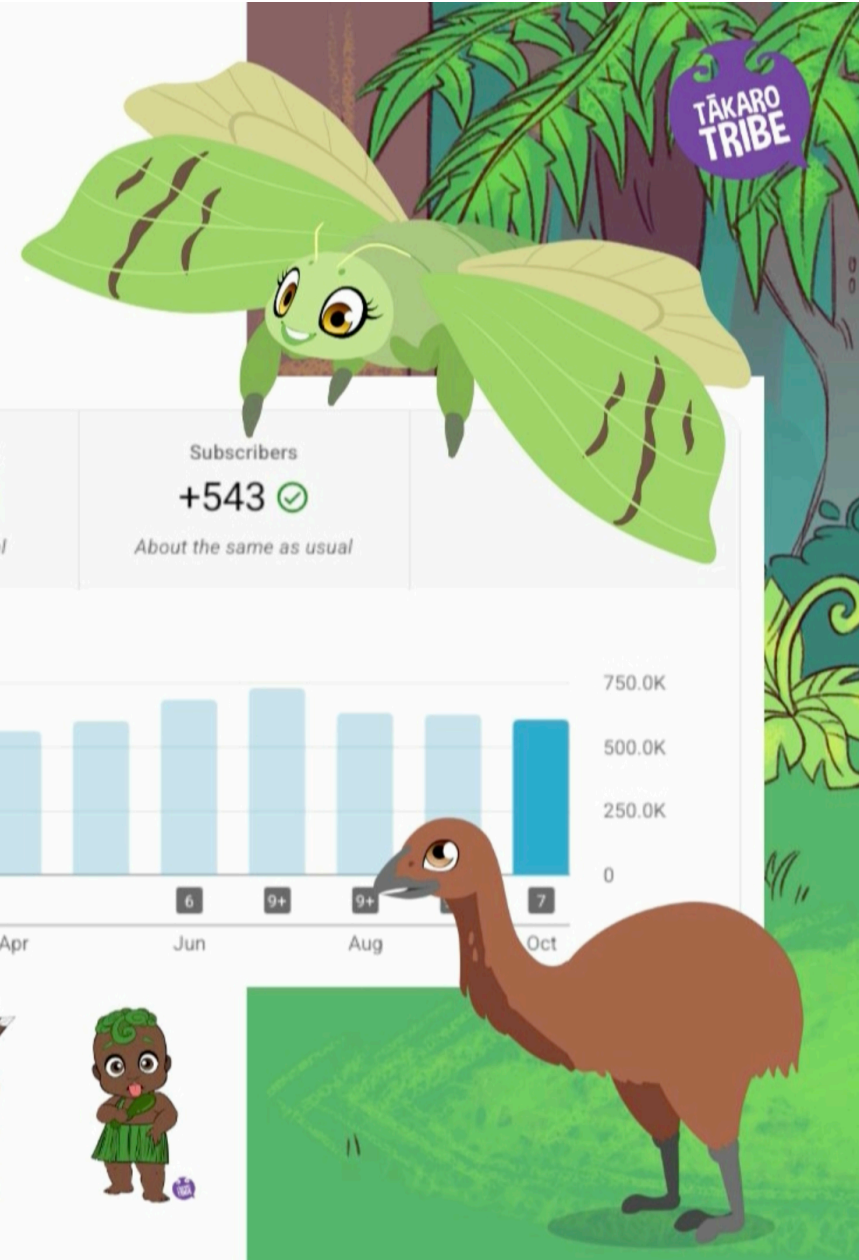 TĀKARO
TRIBE
Subscribers
+543
About the same as usual
750.0K
500.0K
250.0K
0
6
9+
9+
7
Apr
Jun
Aug
Oct